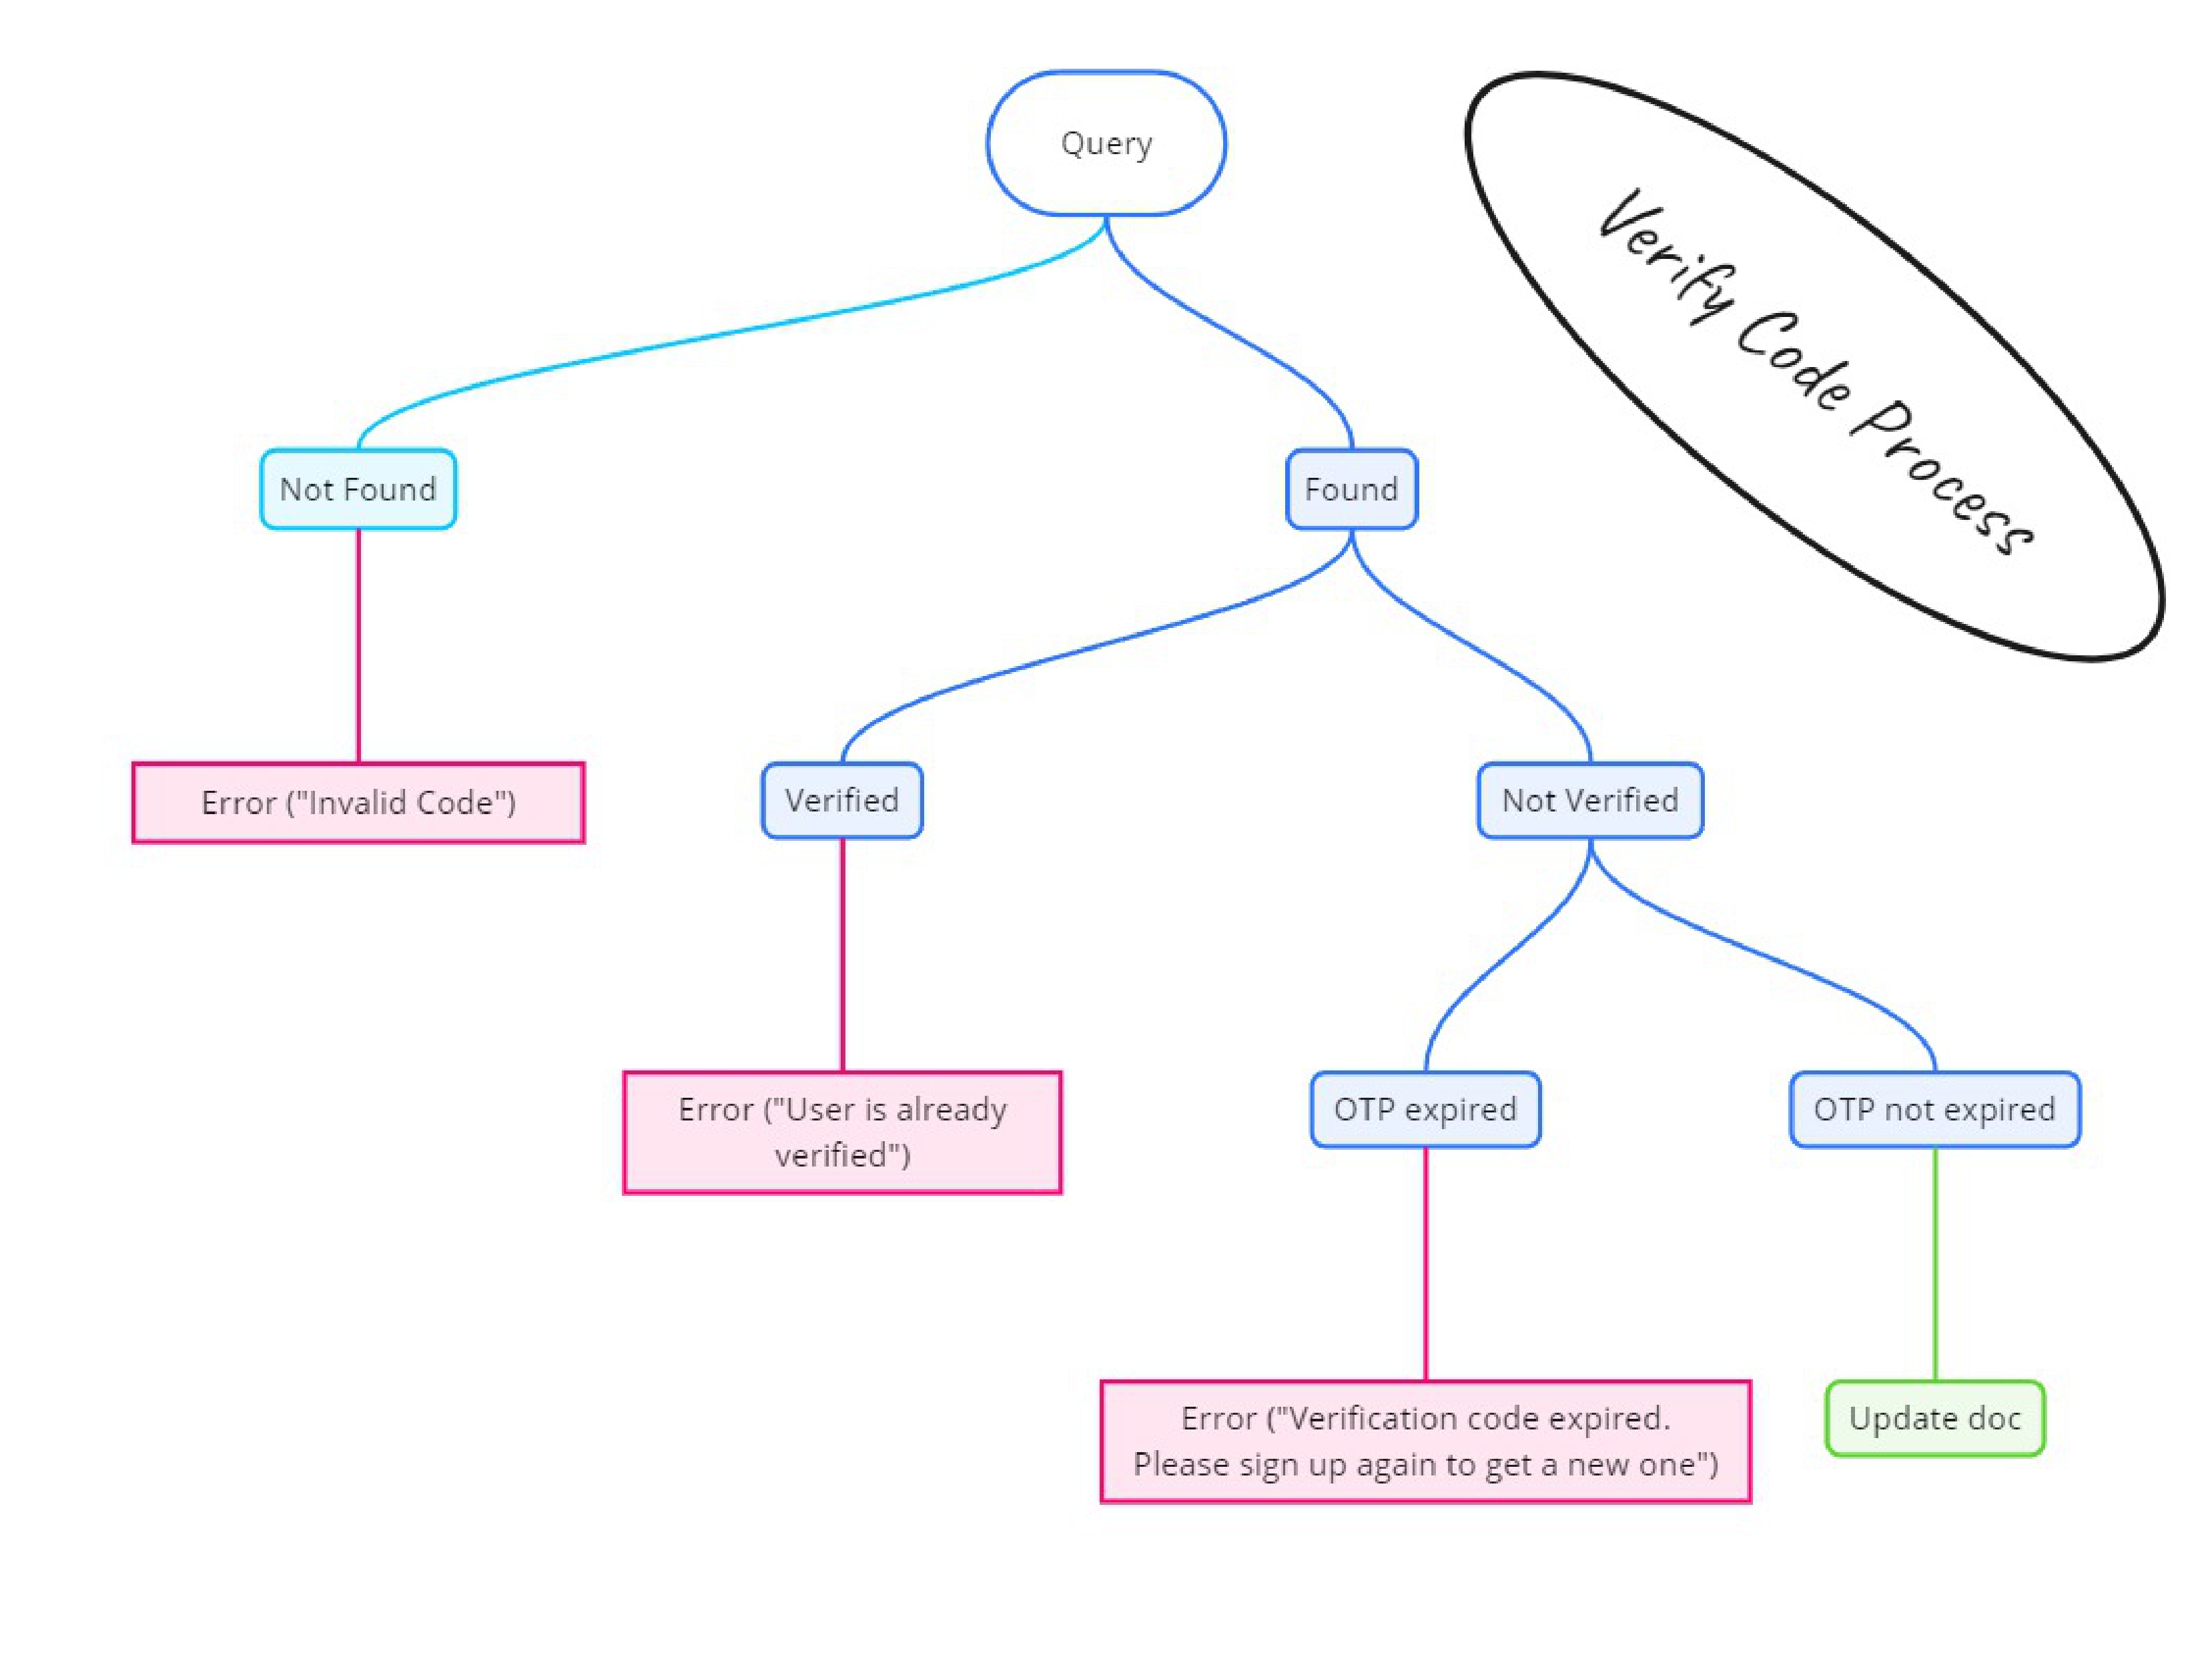 Query
Verify Code Process
Not Found
Found
Error ("Invalid Code")
Verified
Not Verified
Error ("User is already
verified")
OTP expired
OTP not expired
Error ("Verification code expired.
Please sign up again to get a new one")
Update doc